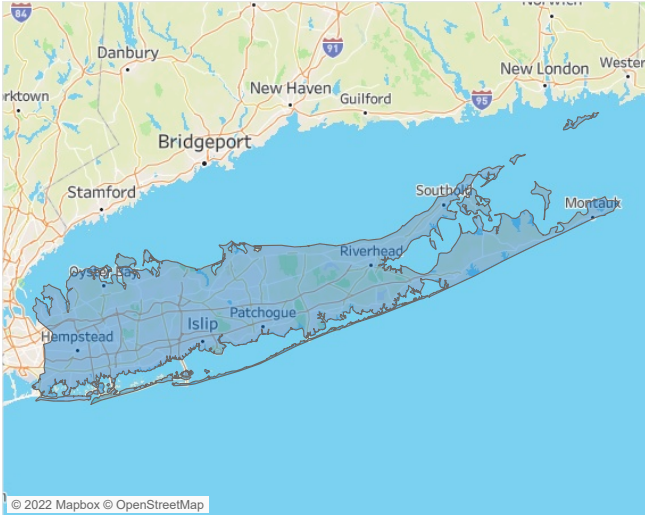 84
Norwich
Danbury
91
New Haven
New London
Wester
rktown
Guilford
95
Bridgeport
Stamford
Southold
Montauk
Riverhead
Oyster Bay
Patchogue
Islip
Hempstead
© 2022 Mapbox © OpenStreetMap